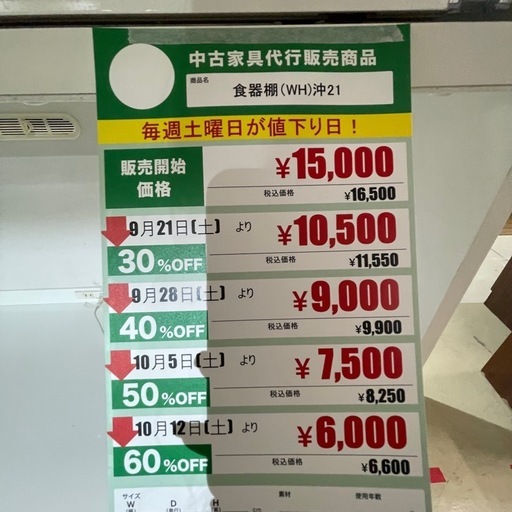 中古家具代行販売商品
商品名
食器棚(WH)沖21
毎週土曜日が値下り日!
販売開始
価格
¥15,000
税込価格 ¥16,500
9月21日(土) より
30%OFF
¥10,500
税込価格 ¥11,550
9月28日(土) より
40%OFF
¥9,000
税込価格 ¥9,900
10月5日(土) より
50%OFF
¥7,500
税込価格 ¥8,250
10月12日(土) より
60%OFF
¥6,000
税込価格 ¥6,600
サイズ 素材 使用年数
W D H